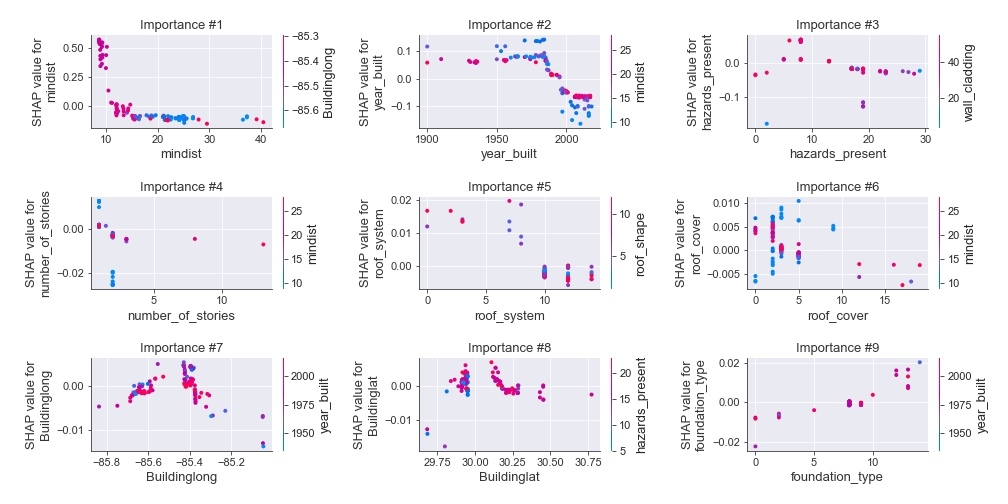 Importance #1
Importance #2
Importance #3
SHAP value for
mindist
0.50
0.25
0.00
10
20
30
40
mindist
−85.3
−85.4
−85.5
−85.6
Buildinglong
SHAP value for
year_built
0.1
0.0
−0.1
1900
1940
1970
2000
year_built
25
20
15
10
mindist
SHAP value for
hazards_present
0.0
−0.1
0
10
20
30
hazards_present
40
20
wall_cladding
Importance #4
Importance #5
Importance #6
SHAP value for
number_of_stories
0.00
−0.02
5
10
number_of_stories
25
20
15
10
mindist
SHAP value for
roof_system
0.02
0.01
0.00
0
5
10
roof_system
10
5
roof_shape
SHAP value for
roof_cover
0.010
0.005
0.000
−0.005
0
5
12
15
roof_cover
25
20
15
10
mindist
Importance #7
Importance #8
Importance #9
SHAP value for
Buildinglong
0.00
−0.01
−85.8
−85.6
−85.4
−85.2
Buildinglong
2000
1975
1950
year_built
SHAP value for
Buildinglat
0.00
−0.01
29.75
30.00
30.25
30.50
30.75
Buildinglat
20
15
10
5
hazards_present
SHAP value for
foundation_type
0.02
0.00
−0.02
0
5
10
foundation_type
2000
1975
1950
year_built